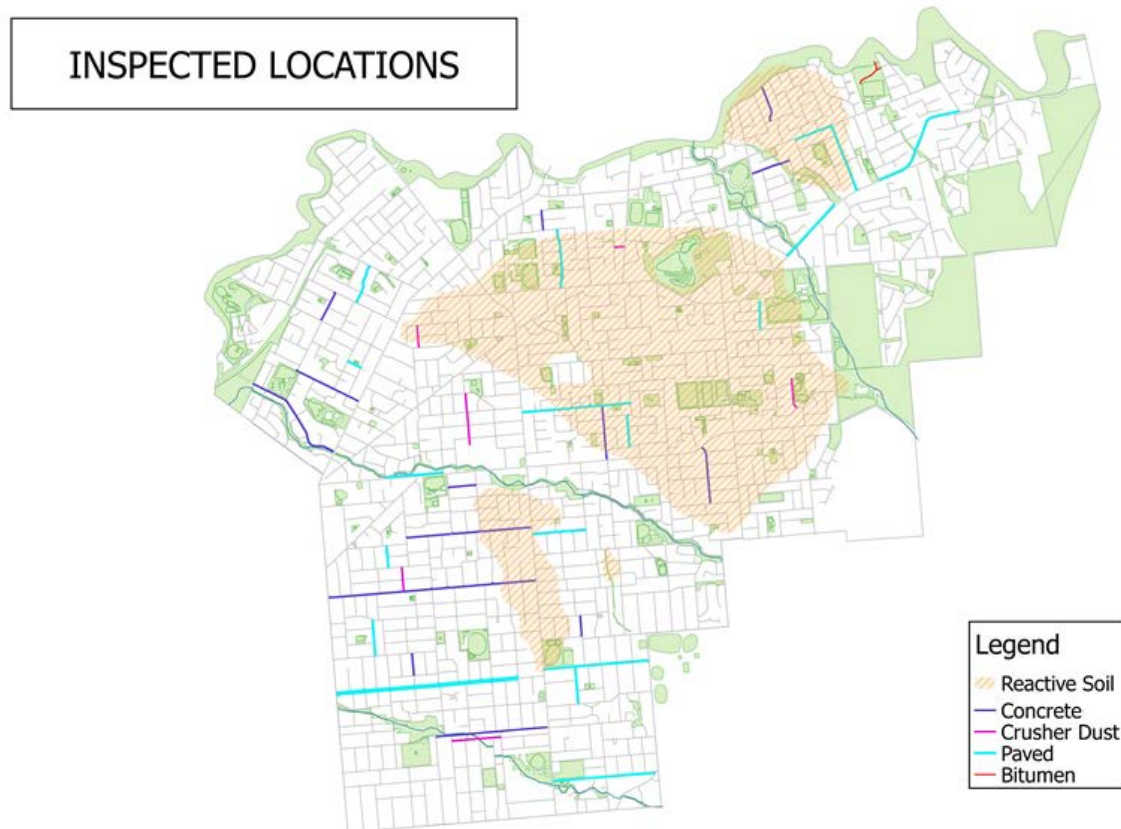 INSPECTED LOCATIONS
Legend
Reactive Soil
Concrete
Crusher Dust
Paved
Bitumen